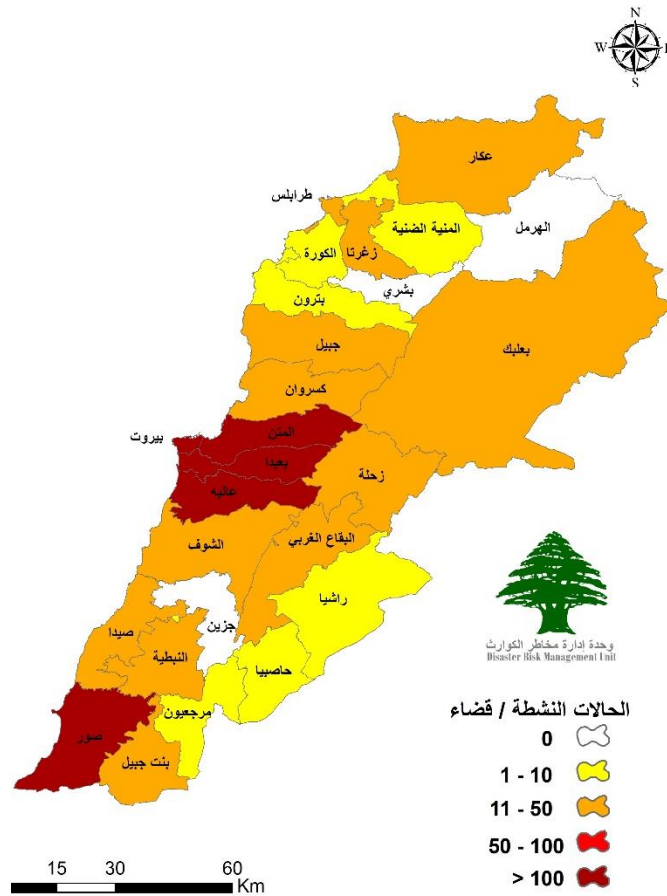 N
W
E
S
عكار
طرابلس
المنية الضنية
الهرمل
زغرتا
الكورة
بشري
بترون
جبيل
بعلبك
كسروان
المتن
بيروت
بعبدا
زحلة
عاليه
البقاع الغربي
الشوف
راشيا
جزين
صيدا
النبطية
حاصبيا
مرجعيون
صور
بنت جبيل
وحدة إدارة مخاطر الكوارث
Disaster Risk Management Unit
الحالات النشطة / قضاء
0
1 - 10
11 - 50
50 - 100
> 100
15 30 60
Km